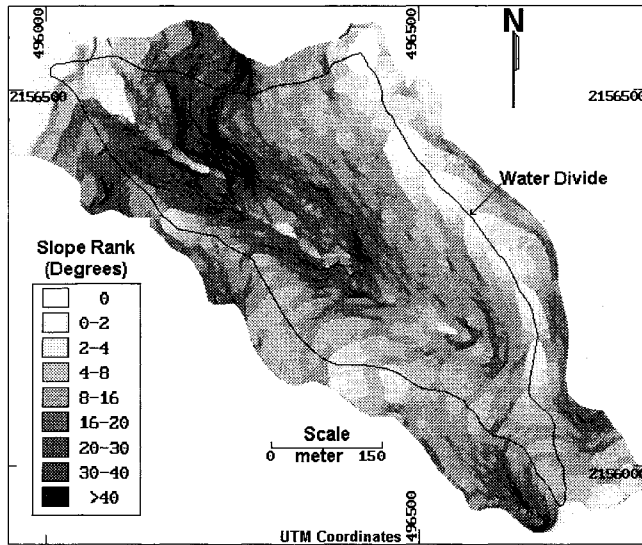 496000
496500
N
2156500
2156500
Water Divide
Slope Rank
(Degrees)
0
0-2
2-4
4-8
8-16
16-20
20-30
30-40
>40
Scale
0 meter 150
2156000
496500
UTM Coordinates